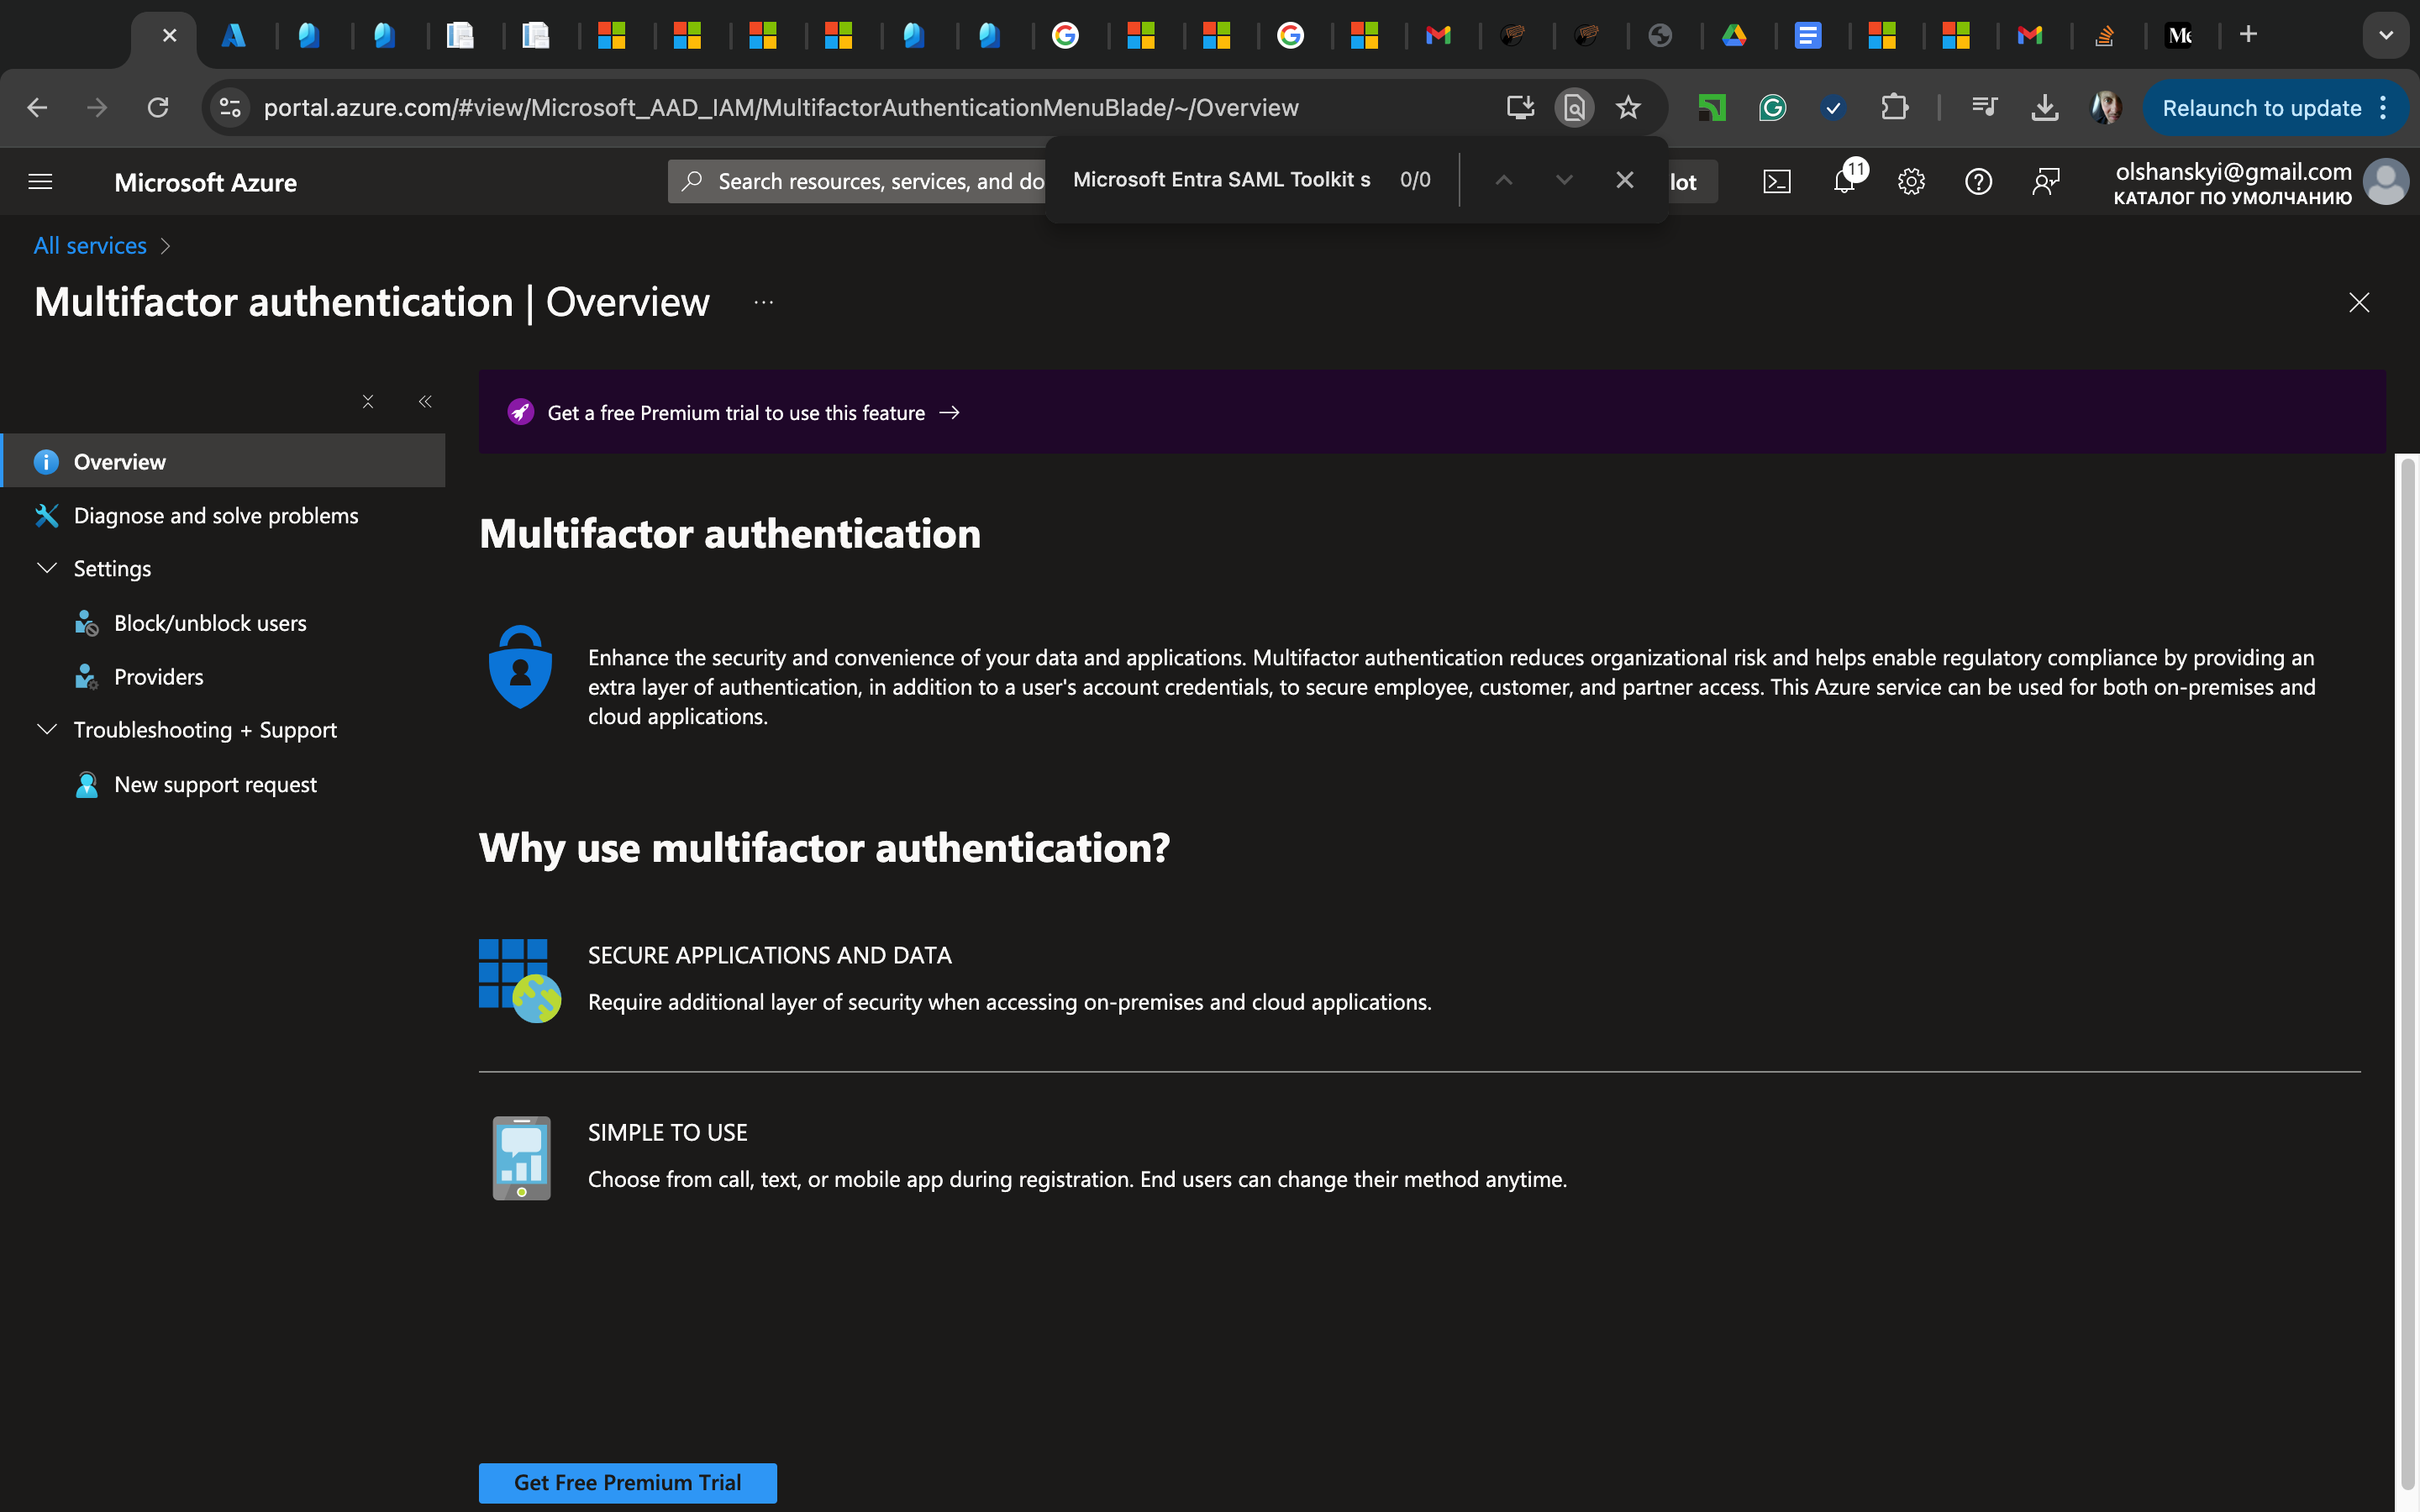 portal.azure.com/#view/Microsoft_AAD_IAM/MultifactorAuthenticationMenuBlade/~/Overview
Relaunch to update
Microsoft Azure
Search resources, services, and do
Microsoft Entra SAML Toolkit s 0/0
lot
11
olshanskyi@gmail.com
КАТАЛОГ ПО УМОЛЧАНИЮ
All services
Multifactor authentication | Overview
Get a free Premium trial to use this feature
Overview
Diagnose and solve problems
Settings
Block/unblock users
Providers
Troubleshooting + Support
New support request
Multifactor authentication
Enhance the security and convenience of your data and applications. Multifactor authentication reduces organizational risk and helps enable regulatory compliance by providing an
extra layer of authentication, in addition to a user's account credentials, to secure employee, customer, and partner access. This Azure service can be used for both on-premises and
cloud applications.
Why use multifactor authentication?
SECURE APPLICATIONS AND DATA
Require additional layer of security when accessing on-premises and cloud applications.
SIMPLE TO USE
Choose from call, text, or mobile app during registration. End users can change their method anytime.
Get Free Premium Trial